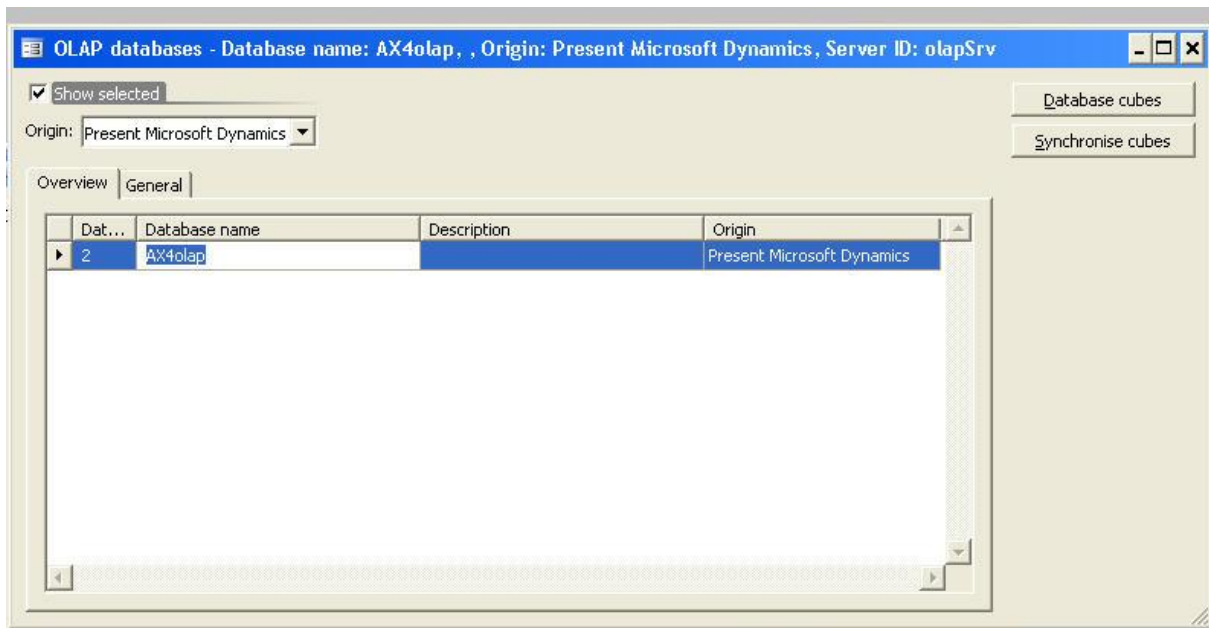 OLAP databases - Database name: AX4olap, , Origin: Present Microsoft Dynamics, Server ID: olapSrv
Show selected
Origin: Present Microsoft Dynamics
Database cubes
Synchronise cubes
Overview General
Dat... Database name Description Origin
2 AX4olap Present Microsoft Dynamics